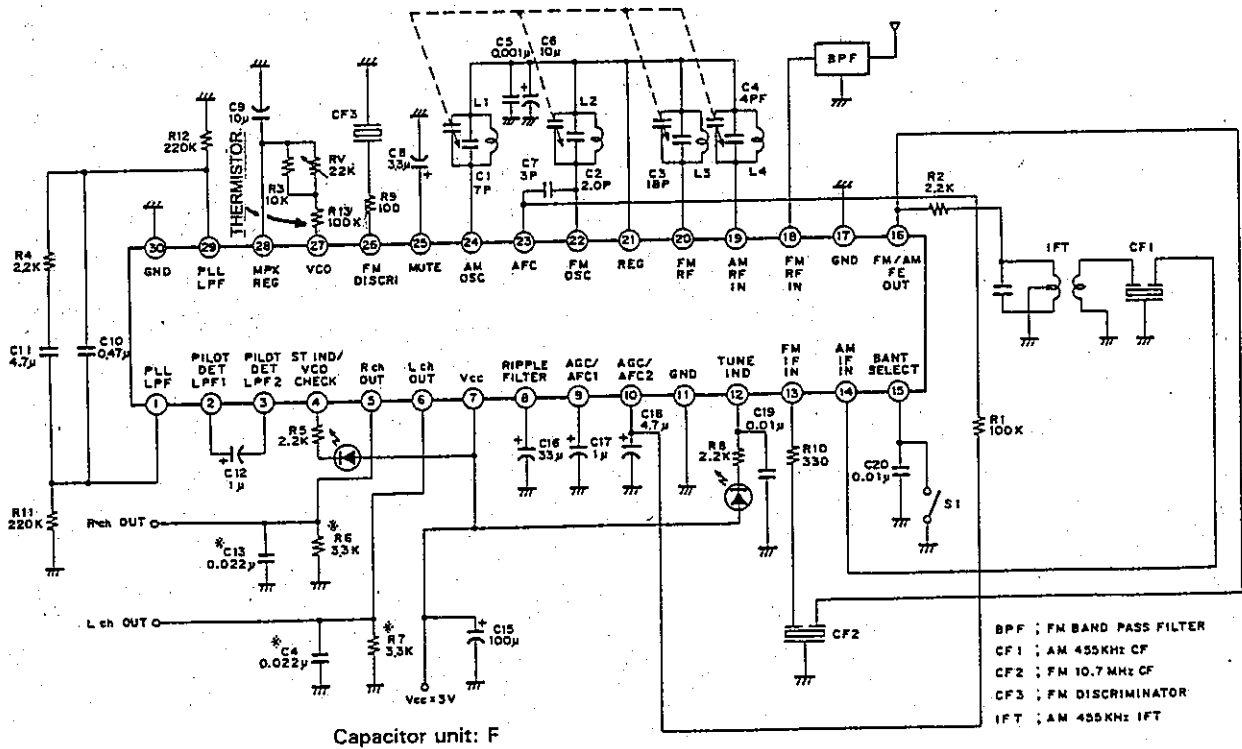 C5
0.001μ
C6
10μ
BPF
C9
10μ
R12
220K
CF3
L1
L2
C4
4PF
THERMISTOR
R3
10K
RV
22K
R13
100K
R9
100
C8
3.3μ
C1
7P
C7
3P
C2
2.0P
C3
18P
L3
L4
R2
2.2K
R4
2.2K
IFT
CF1
30
29
28
27
26
25
24
23
22
21
20
19
18
17
16
GND
PLL
LPF
MPX
REG
VCO
FM
DISCRI
MUTE
AM
OSC
AFC
FM
OSC
REG
FM
RF
AM
RF
IN
FM
RF
IN
GND
FM/AM
FE
OUT
C11
4.7μ
C10
0.47μ
PLL
LPF
PILOT
DET
LPF1
PILOT
DET
LPF2
ST IND/
VCO
CHECK
Rch
OUT
Lch
OUT
Vcc
RIPPLE
FILTER
AGC/
AFC1
AGC/
AFC2
GND
TUNE
IND
FM
IF
IN
AM
IF
IN
BANT
SELECT
1
2
3
4
5
6
7
8
9
10
11
12
13
14
15
C12
1μ
R5
2.2K
C16
33μ
C17
1μ
C18
4.7μ
R8
2.2K
C19
0.01μ
R10
330
C20
0.01μ
S1
R1
100K
R11
220K
Rch OUT
*C13
0.022μ
*R6
3.3K
L ch OUT
*C4
0.022μ
*R7
3.3K
C15
100μ
Vcc=3V
CF2
BPF ; FM BAND PASS FILTER
CF1 ; AM 455KHz CF
CF2 ; FM 10.7 MHz CF
CF3 ; FM DISCRIMINATOR
IFT ; AM 455KHz IFT
Capacitor unit: F